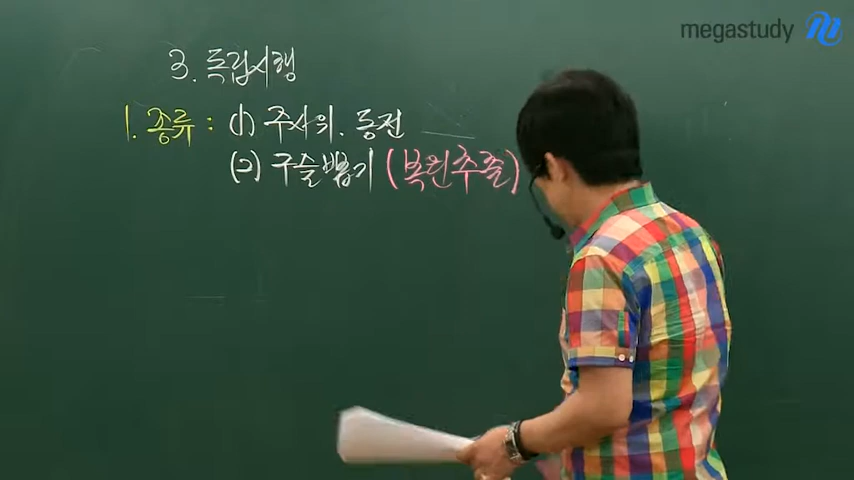 megastudy
3. 독립시행
1. 종류 : (1) 주사위. 동전
(2) 구슬뽑기 (복원추출)